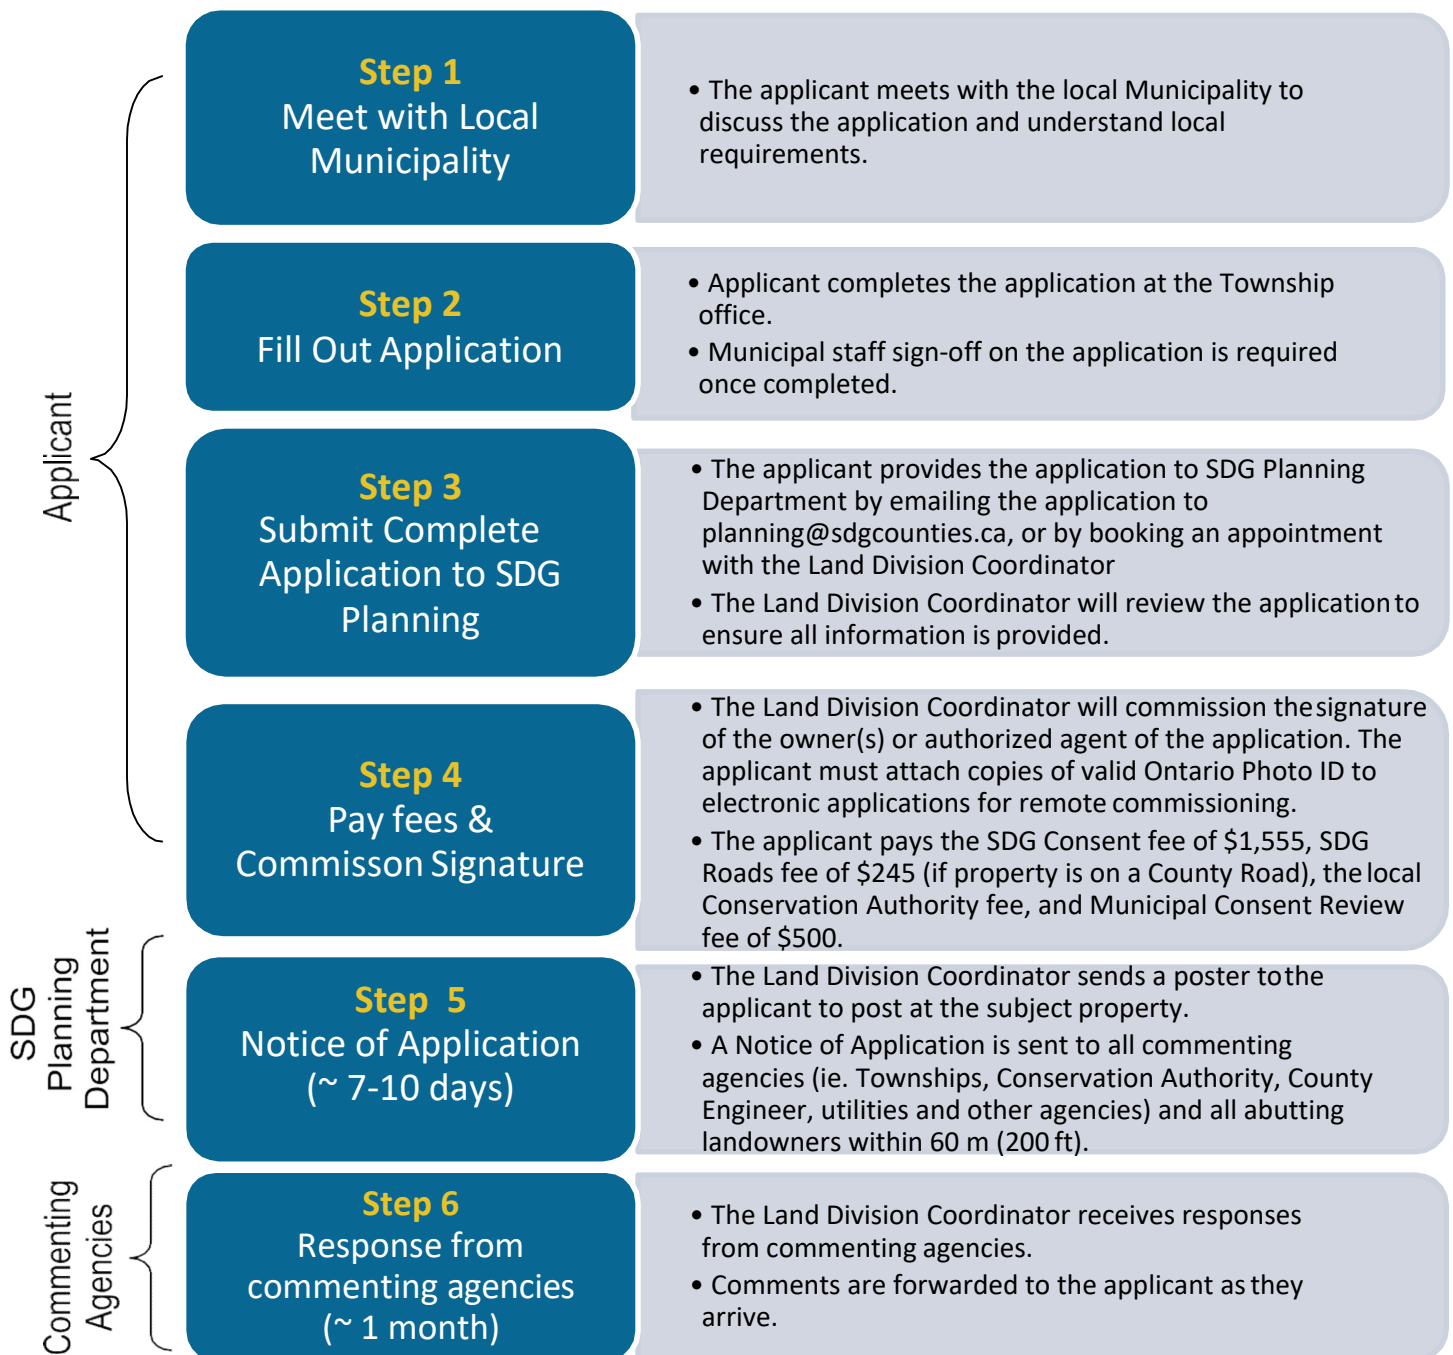 Applicant
Step 1
Meet with Local
Municipality
• The applicant meets with the local Municipality to
discuss the application and understand local
requirements.
Step 2
Fill Out Application
• Applicant completes the application at the Township
office.
• Municipal staff sign-off on the application is required
once completed.
Step 3
Submit Complete
Application to SDG
Planning
• The applicant provides the application to SDG Planning
Department by emailing the application to
planning@sdgcounties.ca, or by booking an appointment
with the Land Division Coordinator
• The Land Division Coordinator will review the application to
ensure all information is provided.
Step 4
Pay fees &
Commisson Signature
• The Land Division Coordinator will commission the signature
of the owner(s) or authorized agent of the application. The
applicant must attach copies of valid Ontario Photo ID to
electronic applications for remote commissioning.
• The applicant pays the SDG Consent fee of $1,555, SDG
Roads fee of $245 (if property is on a County Road), the local
Conservation Authority fee, and Municipal Consent Review
fee of $500.
SDG
Planning
Department
Step 5
Notice of Application
(~ 7-10 days)
• The Land Division Coordinator sends a poster to the
applicant to post at the subject property.
• A Notice of Application is sent to all commenting
agencies (ie. Townships, Conservation Authority, County
Engineer, utilities and other agencies) and all abutting
landowners within 60 m (200 ft).
Commenting
Agencies
Step 6
Response from
commenting agencies
(~ 1 month)
• The Land Division Coordinator receives responses
from commenting agencies.
• Comments are forwarded to the applicant as they
arrive.